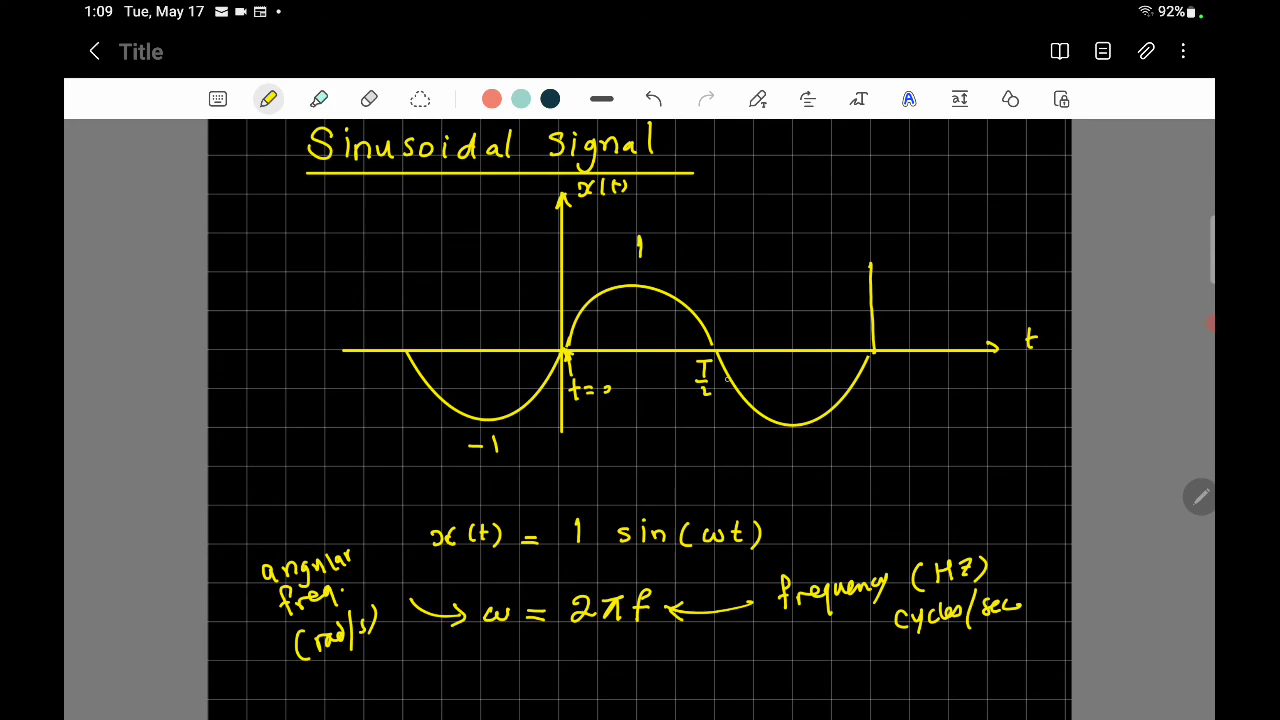 1:09 Tue, May 17
92%
Title
Sinusoidal Signal
x(t)
1
t
T/2
t=
-1
x(t) = 1 sin(ωt)
angular
freq.
(rad/s)
ω = 2πf
frequency (HZ)
cycles/sec